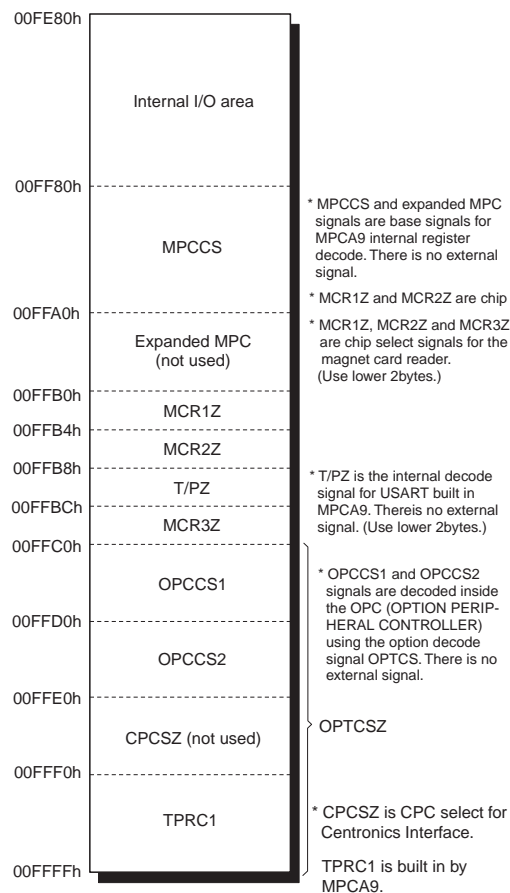 00FE80h
Internal I/O area
00FF80h
MPCCS
* MPCCS and expanded MPC
signals are base signals for
MPCA9 internal register
decode. There is no external
signal.
* MCR1Z and MCR2Z are chip
00FFA0h
Expanded MPC
(not used)
* MCR1Z, MCR2Z and MCR3Z
are chip select signals for the
magnet card reader.
(Use lower 2bytes.)
00FFB0h
MCR1Z
00FFB4h
MCR2Z
00FFB8h
T/PZ
* T/PZ is the internal decode
signal for USART built in
MPCA9. Thereis no external
signal. (Use lower 2bytes.)
00FFBCh
MCR3Z
00FFC0h
OPCCS1
* OPCCS1 and OPCCS2
signals are decoded inside
the OPC (OPTION PERIP-
HERAL CONTROLLER)
using the option decode
signal OPTCS. There is no
external signal.
00FFD0h
OPCCS2
00FFE0h
OPTCSZ
CPCSZ (not used)
00FFF0h
TPRC1
* CPCSZ is CPC select for
Centronics Interface.
TPRC1 is built in by
MPCA9.
00FFFFh